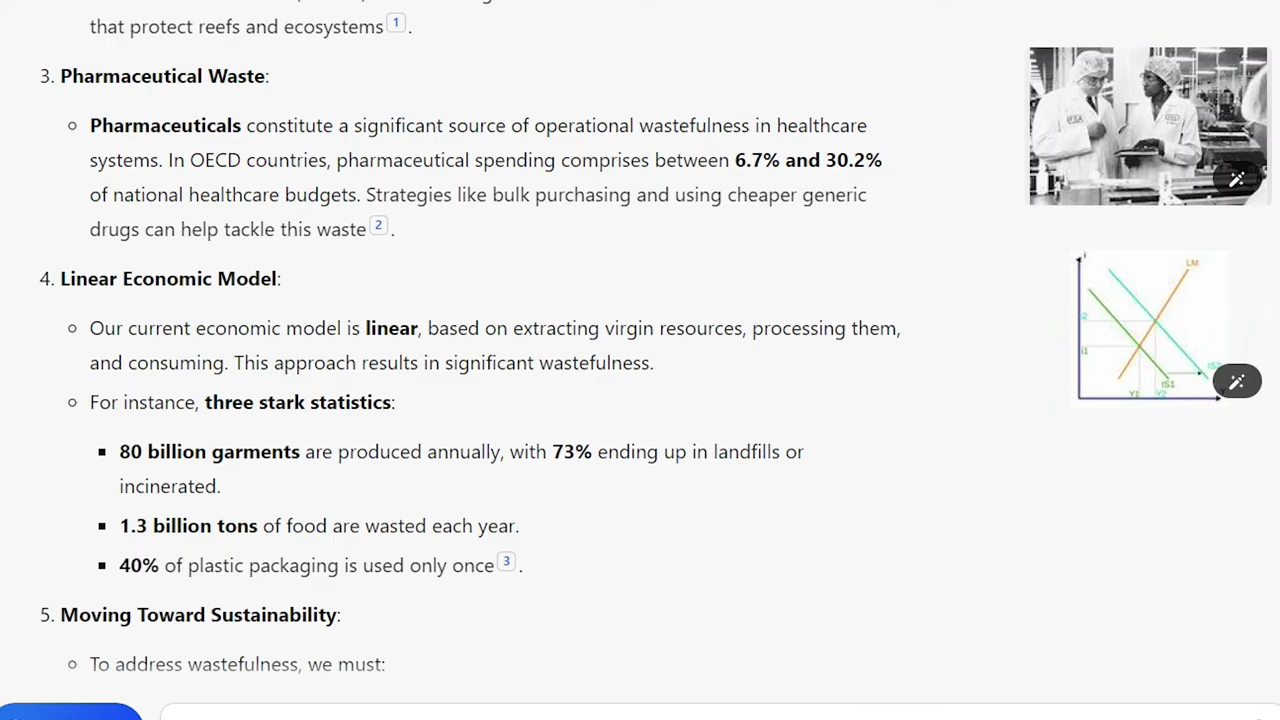 that protect reefs and ecosystems 1 .
3. Pharmaceutical Waste:
Pharmaceuticals constitute a significant source of operational wastefulness in healthcare
systems. In OECD countries, pharmaceutical spending comprises between 6.7% and 30.2%
of national healthcare budgets. Strategies like bulk purchasing and using cheaper generic
drugs can help tackle this waste 2 .
4. Linear Economic Model:
Our current economic model is linear, based on extracting virgin resources, processing them,
and consuming. This approach results in significant wastefulness.
For instance, three stark statistics:
80 billion garments are produced annually, with 73% ending up in landfills or
incinerated.
1.3 billion tons of food are wasted each year.
40% of plastic packaging is used only once 3 .
5. Moving Toward Sustainability:
To address wastefulness, we must:
i
LM
i2
i1
IS1
Y1 Y2